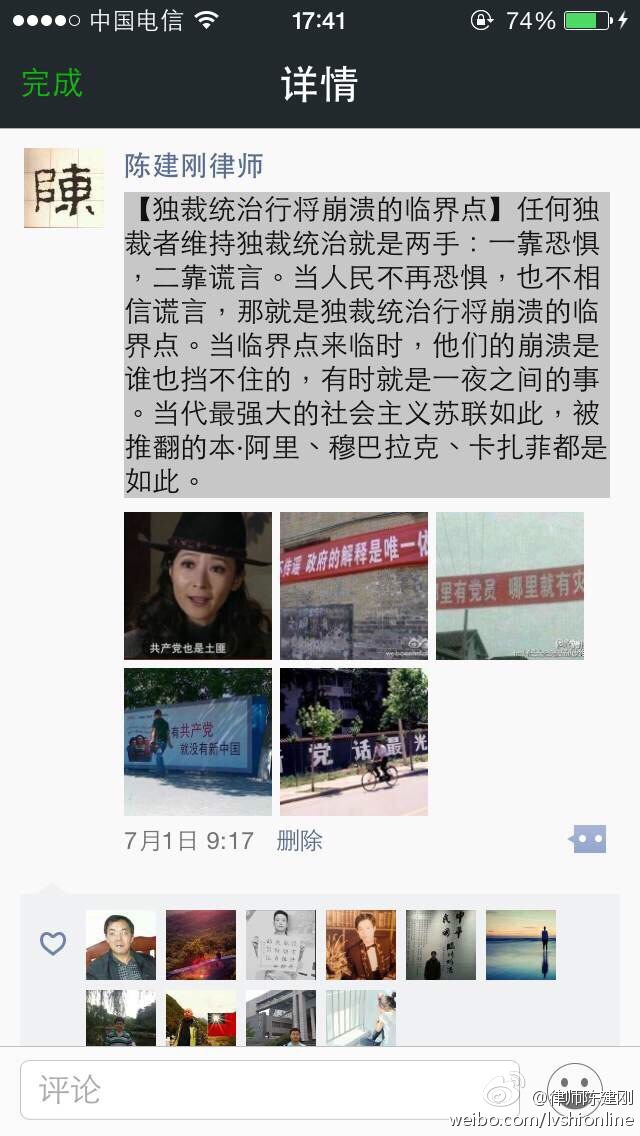 中国电信 17:41 74%
完成 详情
陈建刚律师
【独裁统治行将崩溃的临界点】任何独
裁者维持独裁统治就是两手：一靠恐惧
，二靠谎言。当人民不再恐惧，也不相
信谎言，那就是独裁统治行将崩溃的临
界点。当临界点来临时，他们的崩溃是
谁也挡不住的，有时就是一夜之间的事
。当代最强大的社会主义苏联如此，被
推翻的本·阿里、穆巴拉克、卡扎菲都是
如此。
共产党也是土匪
不传谣 政府的解释是唯一
里有党员 哪里就有灾
有共产党
就没有新中国
党 话 最 光
7月1日 9:17 删除
评论
@律师陈建刚
weibo.com/lvshionline